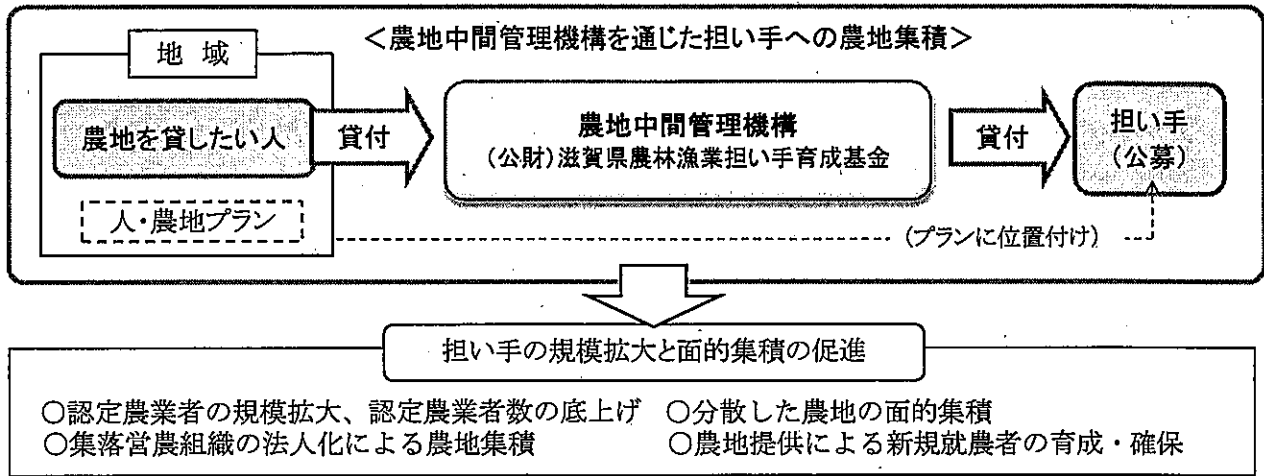 ＜農地中間管理機構を通じた担い手への農地集積＞
地 域
農地を貸したい人
貸付
農地中間管理機構
(公財)滋賀県農林漁業担い手育成基金
貸付
担い手
(公募)
人・農地プラン
(プランに位置付け)
担い手の規模拡大と面的集積の促進
○認定農業者の規模拡大、認定農業者数の底上げ ○分散した農地の面的集積
○集落営農組織の法人化による農地集積 ○農地提供による新規就農者の育成・確保